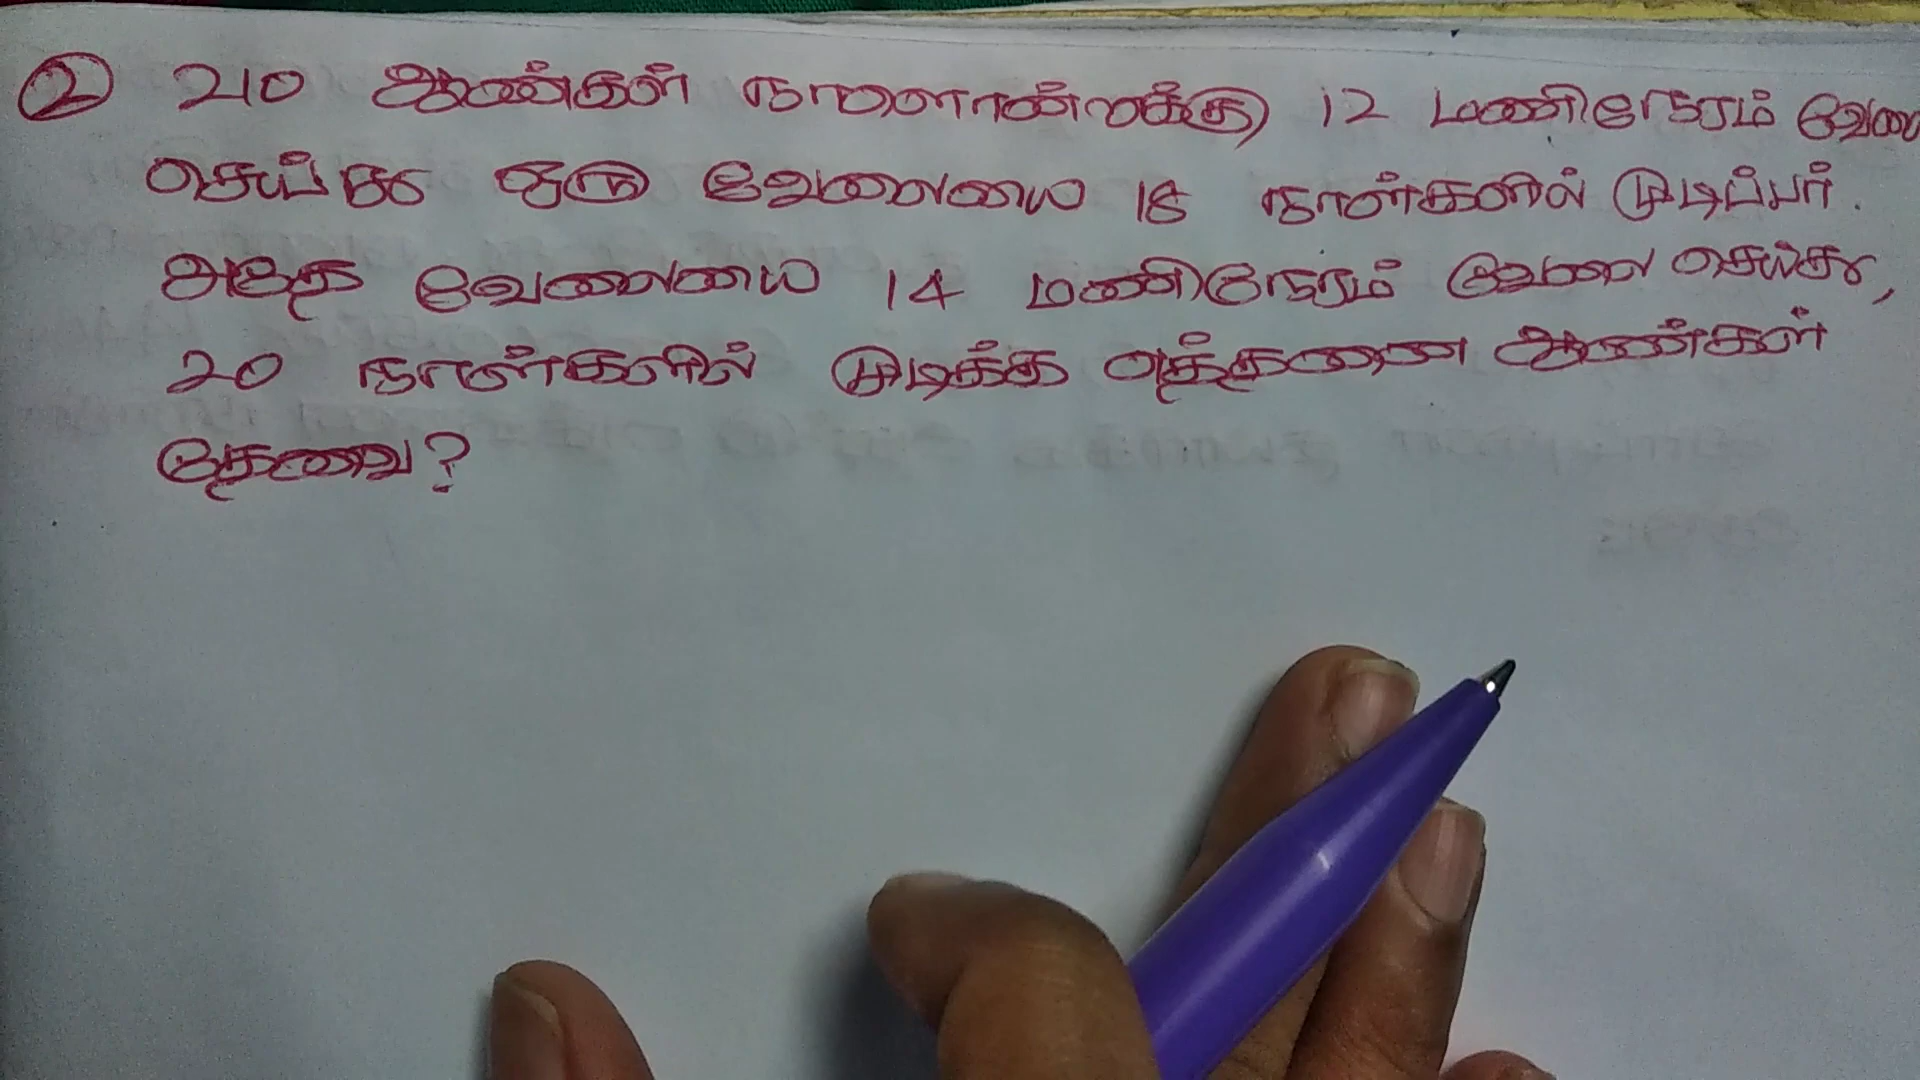 ② 210 ஆண்கள் நாளொன்றுக்கு 12 மணிநேரம் வேலை
செய்து ஒரு வேலையை 18 நாள்களில் முடிப்பர்.
அதே வேலையை 14 மணிநேரம் வேலை செய்து,
20 நாள்களில் முடிக்க எத்தனை ஆண்கள்
தேவை?